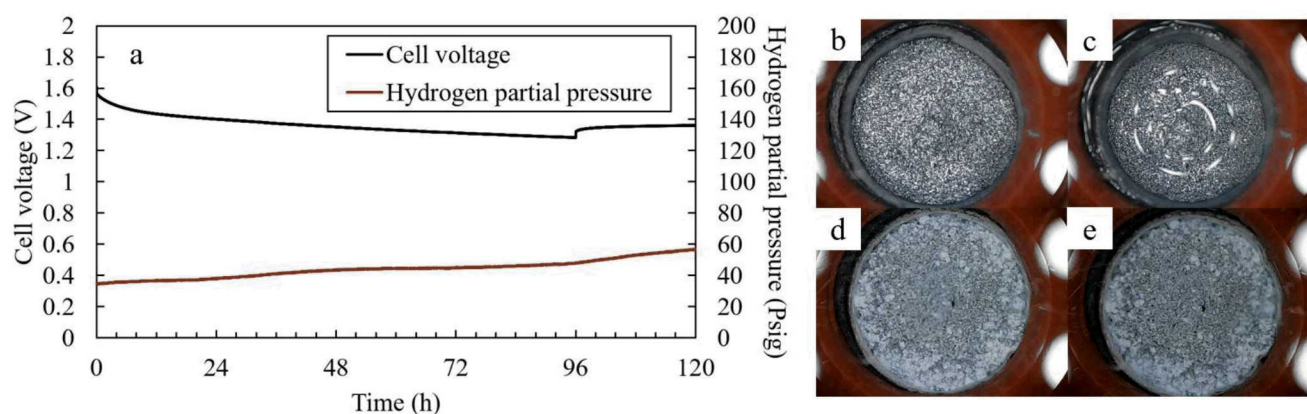 a
Cell voltage
Hydrogen partial pressure
Cell voltage (V)
2
1.8
1.6
1.4
1.2
1
0.8
0.6
0.4
0.2
0
200
180
160
140
120
100
80
60
40
20
0
Hydrogen partial pressure (Psig)
0 24 48 72 96 120
Time (h)
b
c
d
e